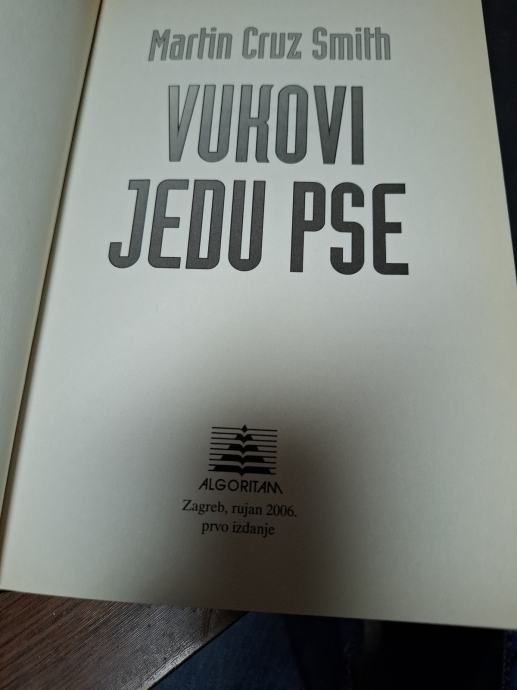 Martin Cruz Smith
VUKOVI
JEDU PSE
ALGORITAM
Zagreb, rujan 2006.
prvo izdanje